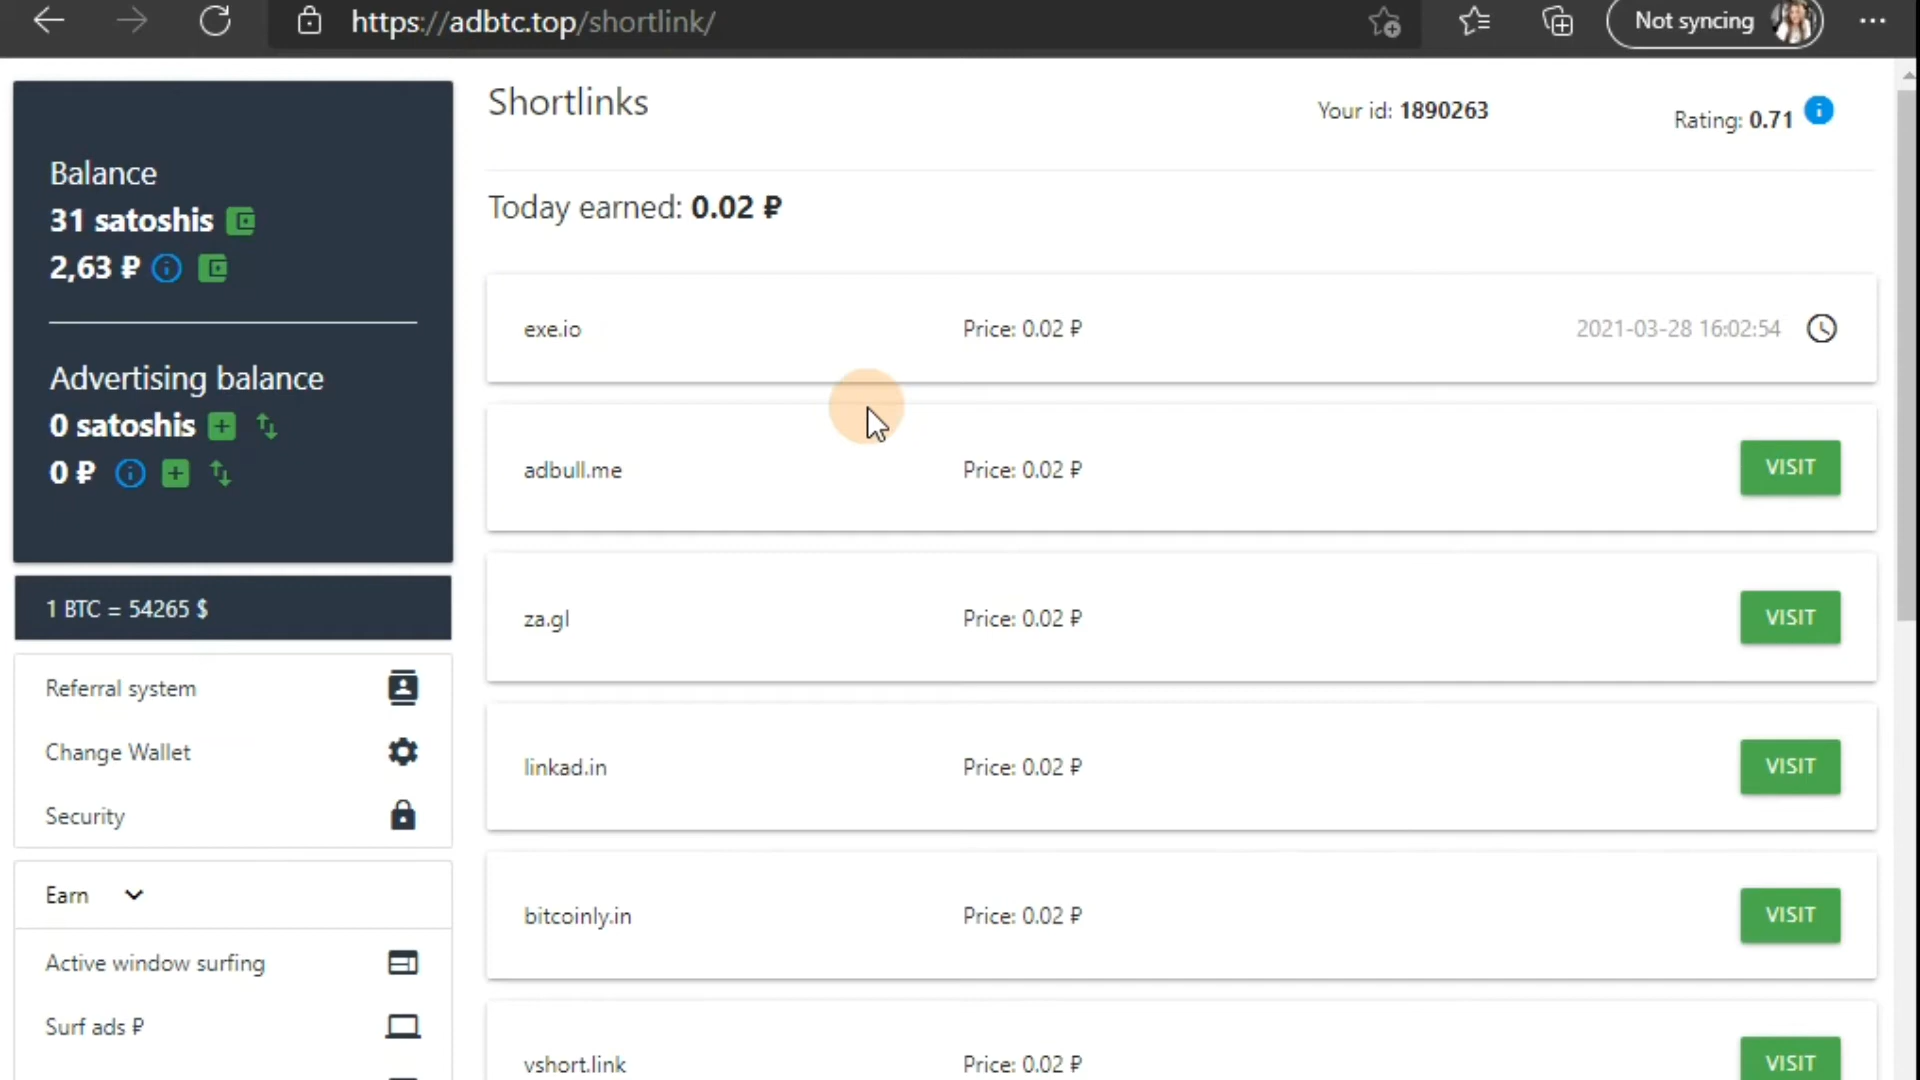 https://adbtc.top/shortlink/
Not syncing
Balance
31 satoshis
2,63 ₽
Advertising balance
0 satoshis
0 ₽
1 BTC = 54265 $
Referral system
Change Wallet
Security
Earn
Active window surfing
Surf ads ₽
Shortlinks
Your id: 1890263
Rating: 0.71
Today earned: 0.02 ₽
exe.io Price: 0.02 ₽ 2021-03-28 16:02:54
adbull.me Price: 0.02 ₽ VISIT
za.gl Price: 0.02 ₽ VISIT
linkad.in Price: 0.02 ₽ VISIT
bitcoinly.in Price: 0.02 ₽ VISIT
vshort.link Price: 0.02 ₽ VISIT